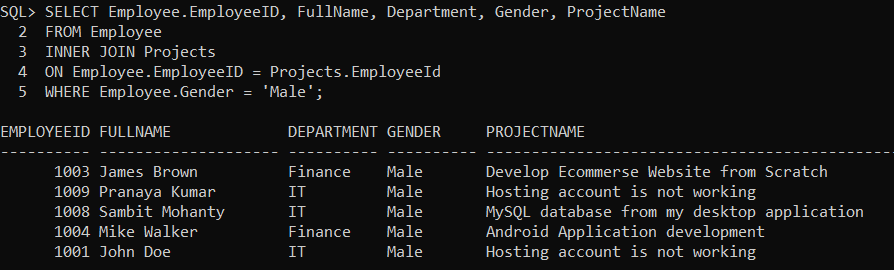 SQL> SELECT Employee.EmployeeID, FullName, Department, Gender, ProjectName
2 FROM Employee
3 INNER JOIN Projects
4 ON Employee.EmployeeID = Projects.EmployeeId
5 WHERE Employee.Gender = 'Male';
EMPLOYEEID FULLNAME DEPARTMENT GENDER PROJECTNAME
---------- -------------------- ---------- ---------- -----------------------------------------
1003 James Brown Finance Male Develop Ecommerse Website from Scratch
1009 Pranaya Kumar IT Male Hosting account is not working
1008 Sambit Mohanty IT Male MySQL database from my desktop application
1004 Mike Walker Finance Male Android Application development
1001 John Doe IT Male Hosting account is not working